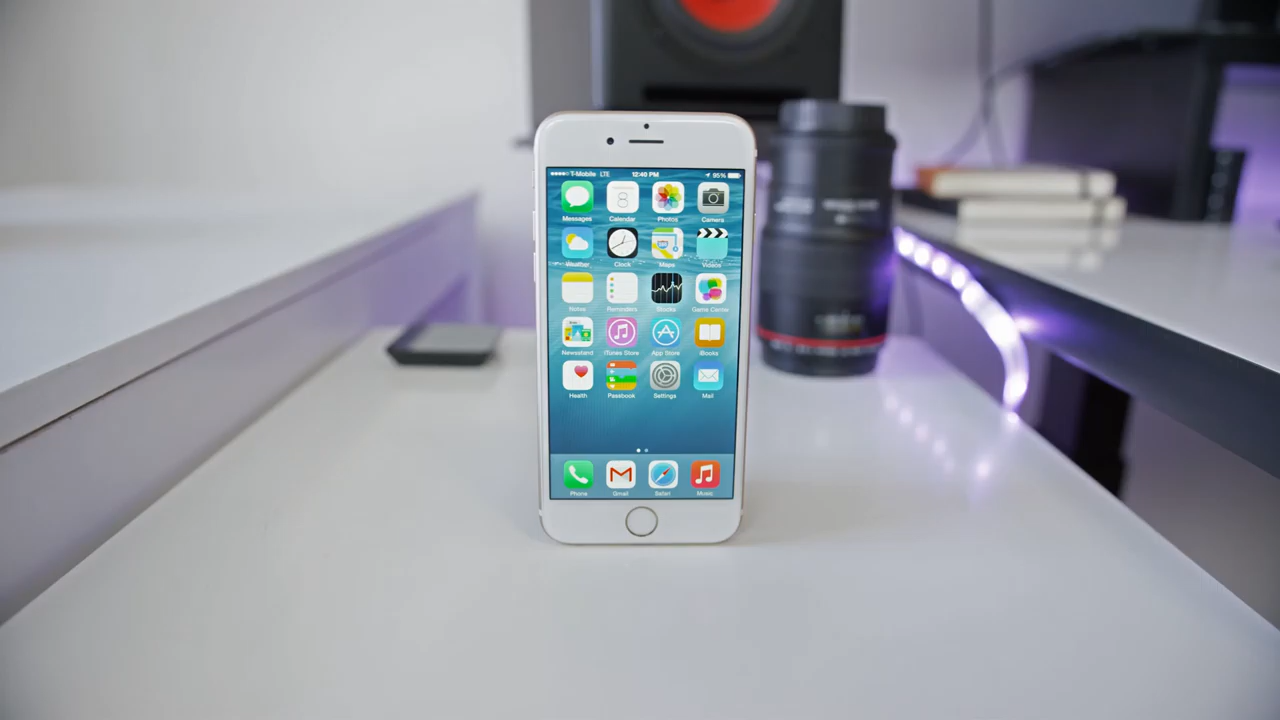 T-Mobile LTE 12:40 PM 95%
Messages Calendar Photos Camera
8
Weather Clock Maps Videos
Notes Reminders Stocks Game Center
Newsstand iTunes Store App Store iBooks
Health Passbook Settings Mail
Phone Gmail Safari Music